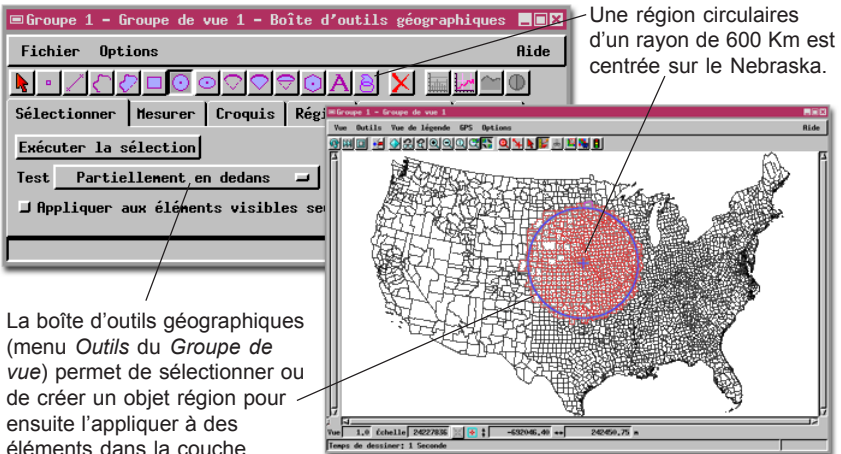 Groupe 1 - Groupe de vue 1 - Boîte d'outils géographiques
Fichier Options Aide
Sélectionner Mesurer Croquis Régi
Exécuter la sélection
Test Partiellement en dedans
Appliquer aux éléments visibles seu
Une région circulaires
d'un rayon de 600 Km est
centrée sur le Nebraska.
Groupe 1 - Groupe de vue 1
Vue Outils Vue de légende GPS Options Aide
Vue 1,0 Échelle 24227836 -692046,40 242450,75 m
Temps de dessiner: 1 Seconde
La boîte d'outils géographiques
(menu Outils du Groupe de
vue) permet de sélectionner ou
de créer un objet région pour
ensuite l'appliquer à des
éléments dans la couche